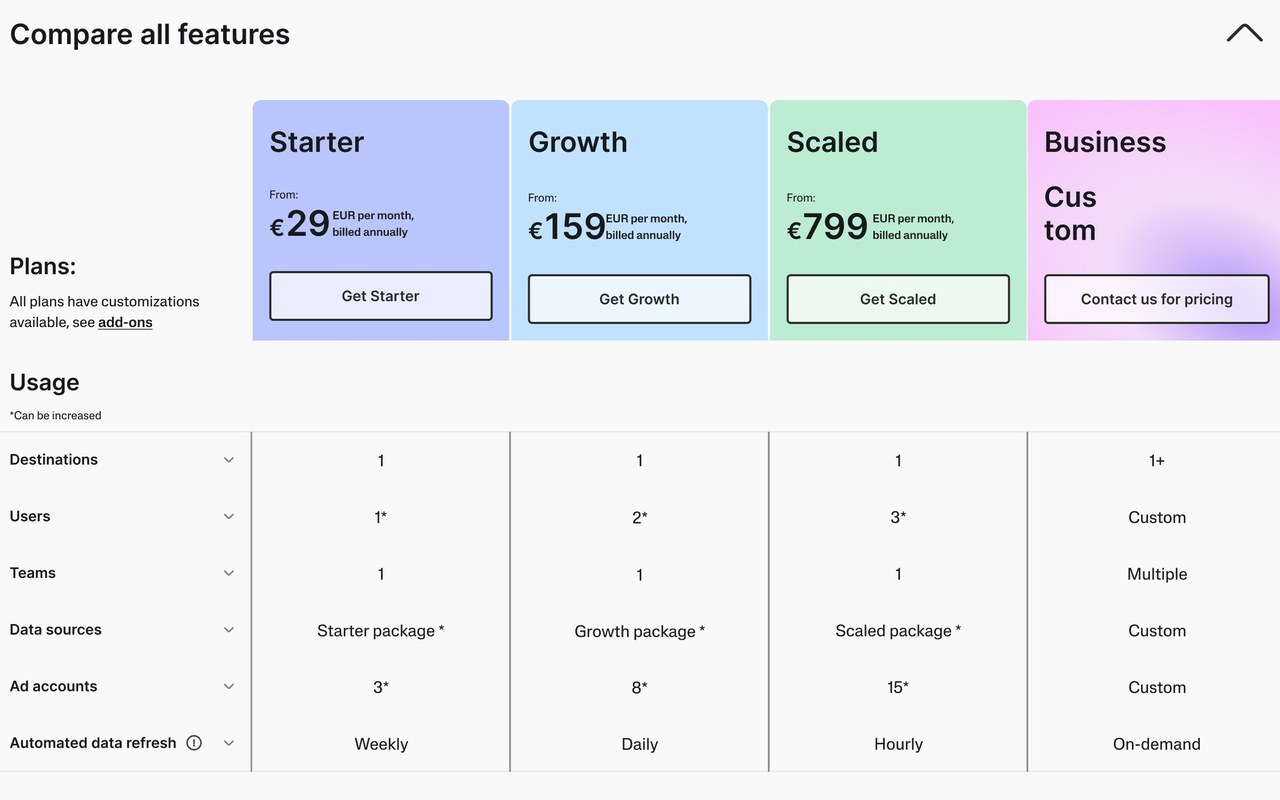 Compare all features
Plans:
All plans have customizations
available, see add-ons
Starter
From:
€29 EUR per month,
billed annually
Get Starter
Growth
From:
€159 EUR per month,
billed annually
Get Growth
Scaled
From:
€799 EUR per month,
billed annually
Get Scaled
Business
Cus
tom
Contact us for pricing
Usage
*Can be increased
Destinations 1 1 1 1+
Users 1* 2* 3* Custom
Teams 1 1 1 Multiple
Data sources Starter package * Growth package * Scaled package * Custom
Ad accounts 3* 8* 15* Custom
Automated data refresh Weekly Daily Hourly On-demand